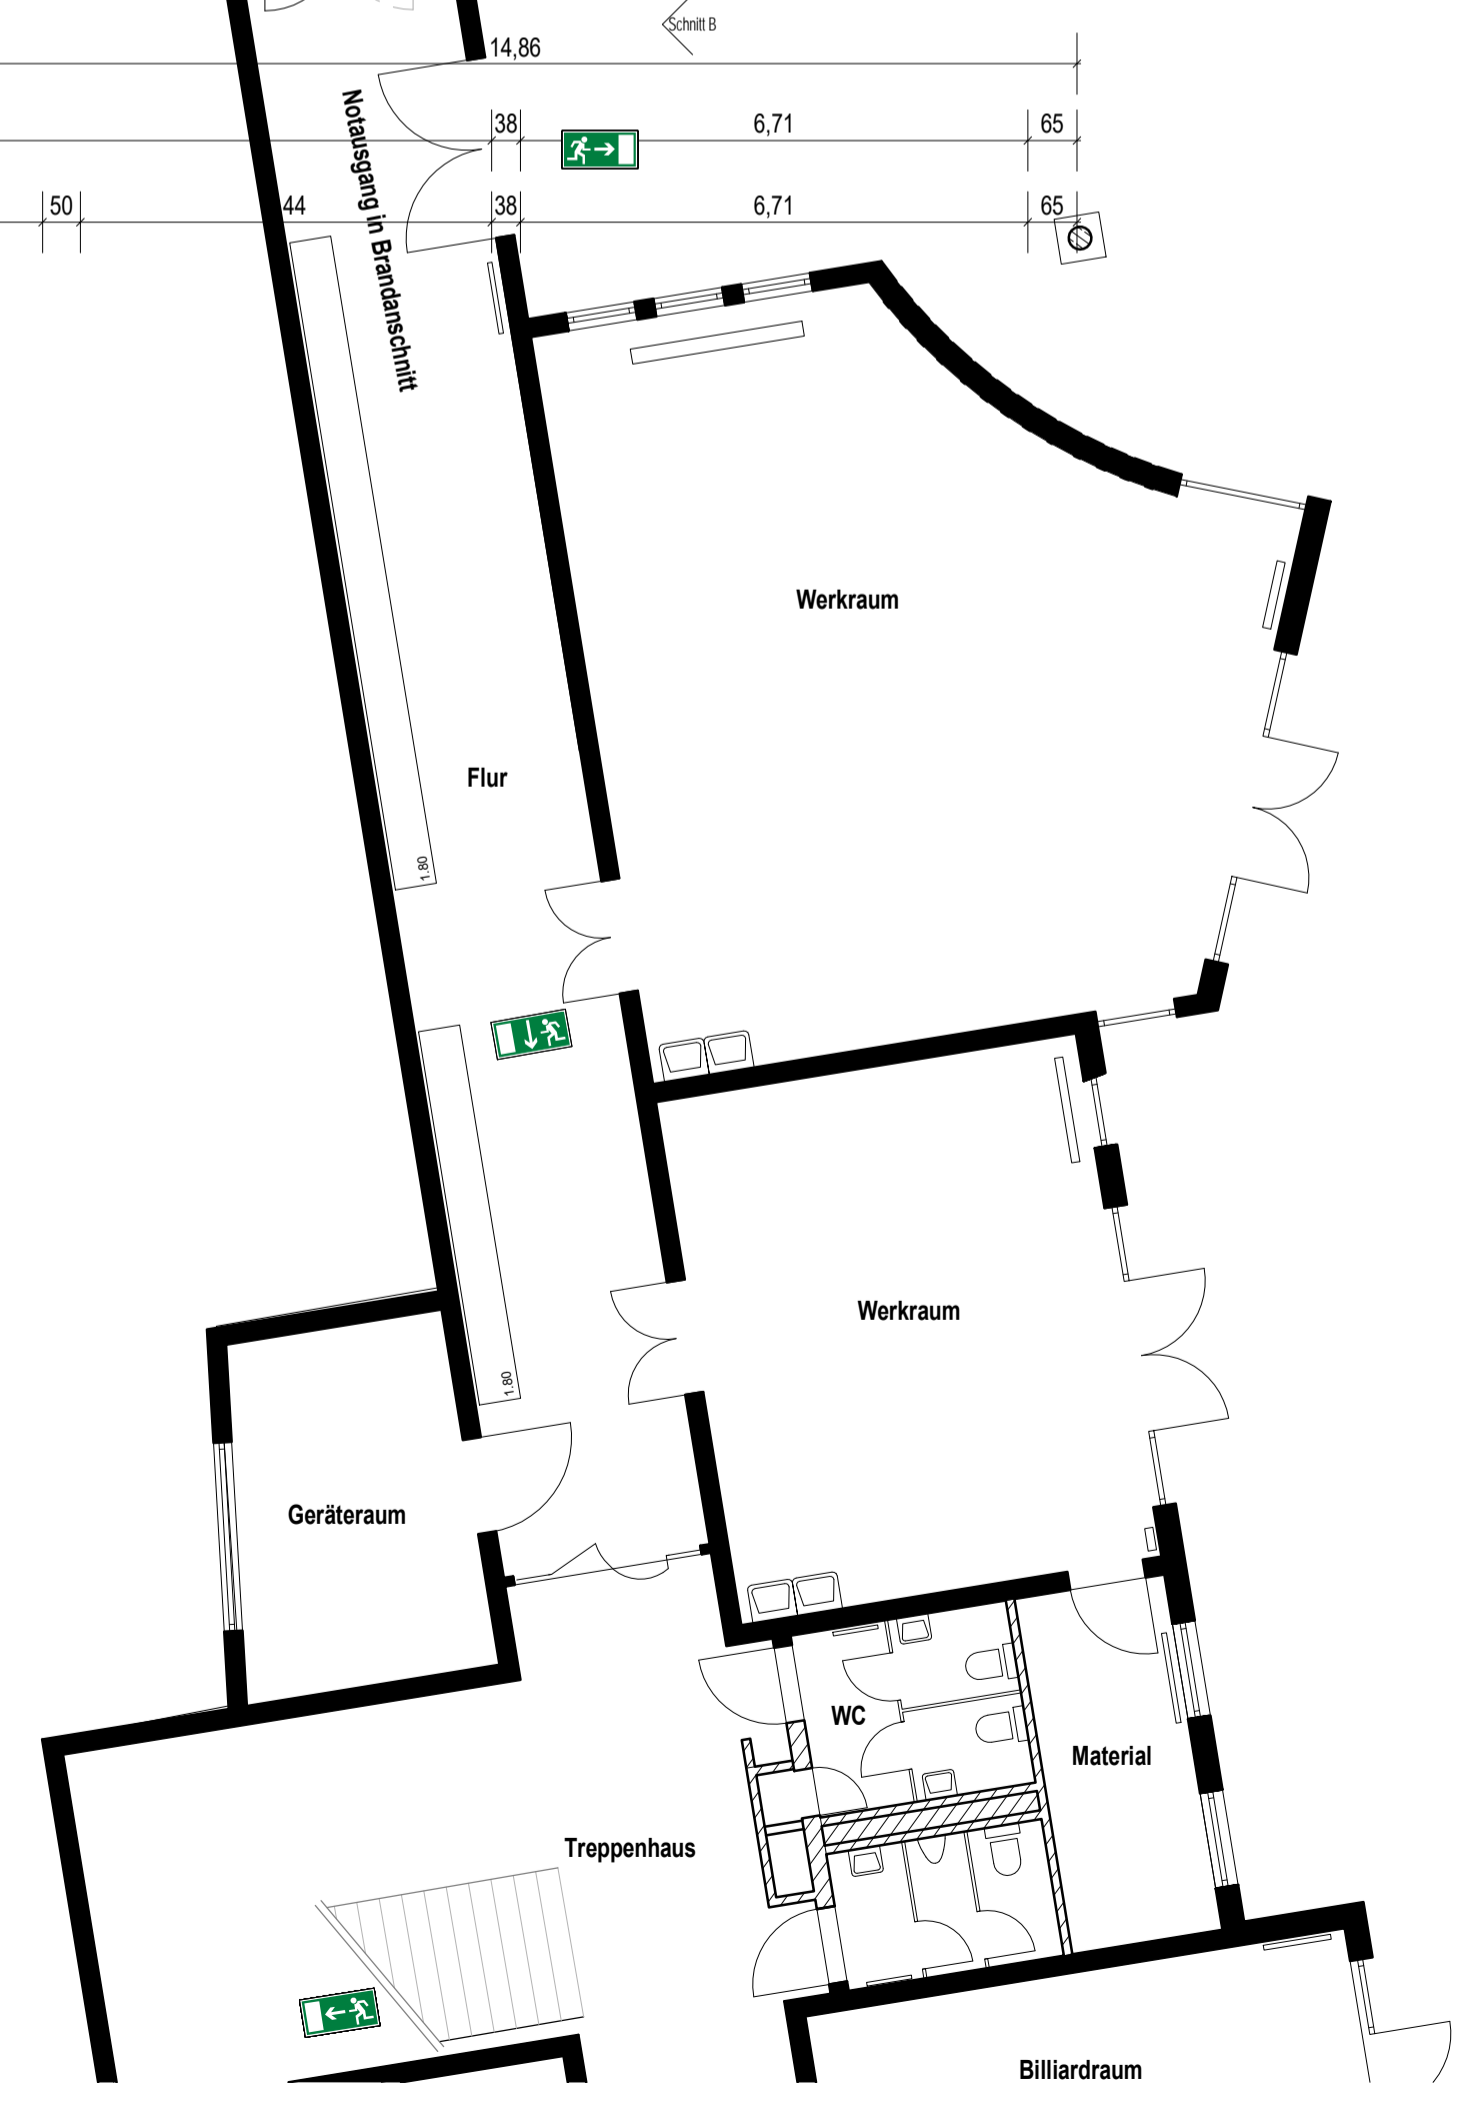 Schnitt B
14,86
38
6,71
65
50
44
38
6,71
65
Notausgang in Brandanschnitt
Werkraum
Flur
1.80
Werkraum
1.80
Geräteraum
WC
Material
Treppenhaus
Billiardraum